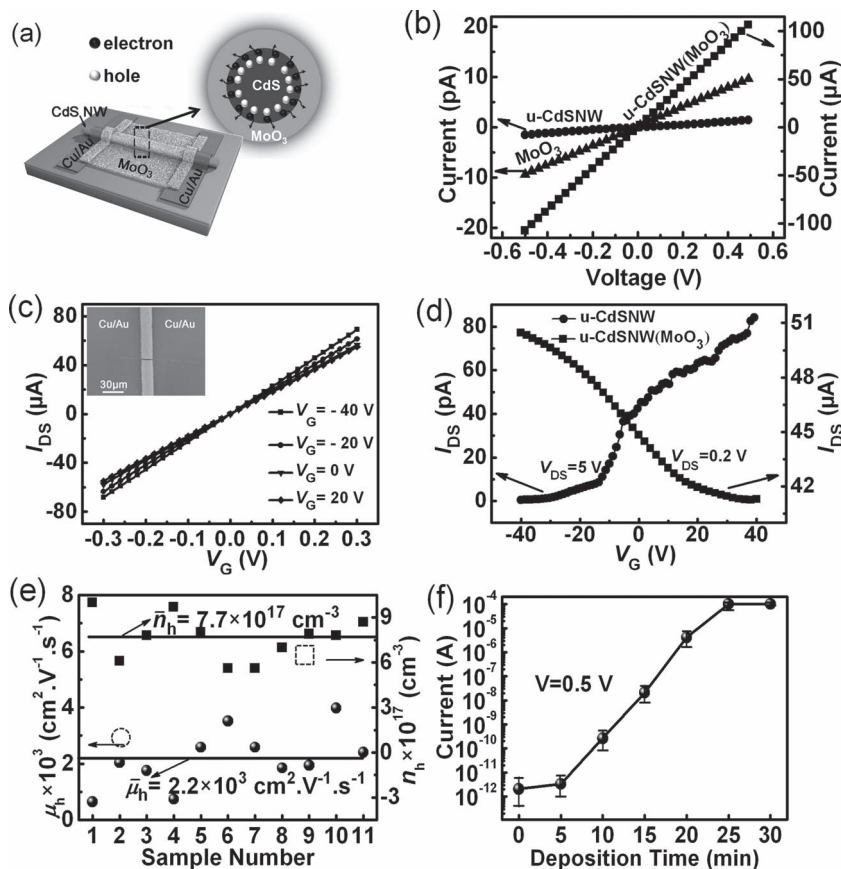 (a)
electron
hole
CdS
MoO3
CdS NW
Cu/Au
MoO3
Cu/Au
(b)
20
10
0
-10
-20
Current (pA)
100
50
0
-50
-100
Current (µA)
u-CdSNW(MoO3)
u-CdSNW
MoO3
-0.6 -0.4 -0.2 0.0 0.2 0.4 0.6
Voltage (V)
(c)
80
40
0
-40
-80
IDS (µA)
Cu/Au Cu/Au
30µm
VG= - 40 V
VG= - 20 V
VG= 0 V
VG= 20 V
-0.3 -0.2 -0.1 0.0 0.1 0.2 0.3
VG (V)
(d)
80
60
40
20
0
IDS (µA)
51
48
45
42
IDS (µA)
u-CdSNW
u-CdSNW(MoO3)
VDS=5 V
VDS=0.2 V
-40 -20 0 20 40
VG (V)
(e)
8
6
4
2
0
µh×10³ (cm².V⁻¹.s⁻¹)
9
6
3
0
-3
nh×10¹⁷ (cm⁻³)
n̄h= 7.7×10¹⁷ cm⁻³
µ̄h= 2.2×10³ cm².V⁻¹.s⁻¹
1 2 3 4 5 6 7 8 9 10 11
Sample Number
(f)
10⁻⁴
10⁻⁵
10⁻⁶
10⁻⁷
10⁻⁸
10⁻⁹
10⁻¹⁰
10⁻¹¹
10⁻¹²
Current (A)
V=0.5 V
0 5 10 15 20 25 30
Deposition Time (min)